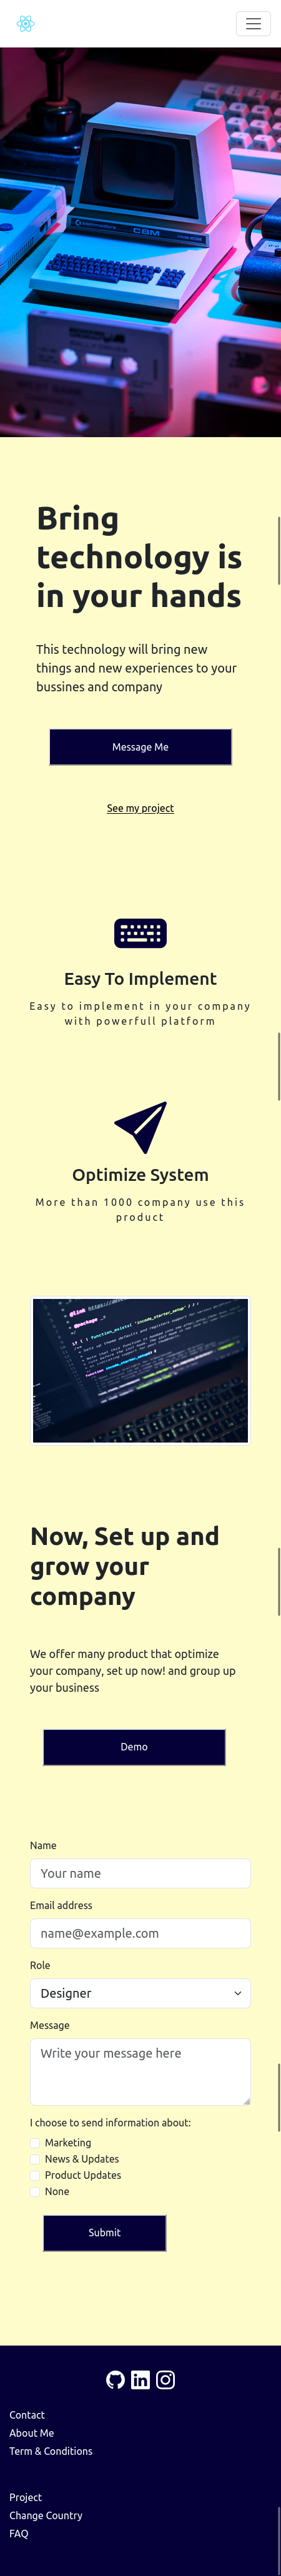 CBM
Bring
technology is
in your hands
This technology will bring new
things and new experiences to your
bussines and company
Message Me
See my project
Easy To Implement
Easy to implement in your company
with powerfull platform
Optimize System
More than 1000 company use this
product
Now, Set up and
grow your
company
We offer many product that optimize
your company, set up now! and group up
your business
Demo
Name
Your name
Email address
name@example.com
Role
Designer
Message
Write your message here
I choose to send information about:
Marketing
News & Updates
Product Updates
None
Submit
Contact
About Me
Term & Conditions
Project
Change Country
FAQ